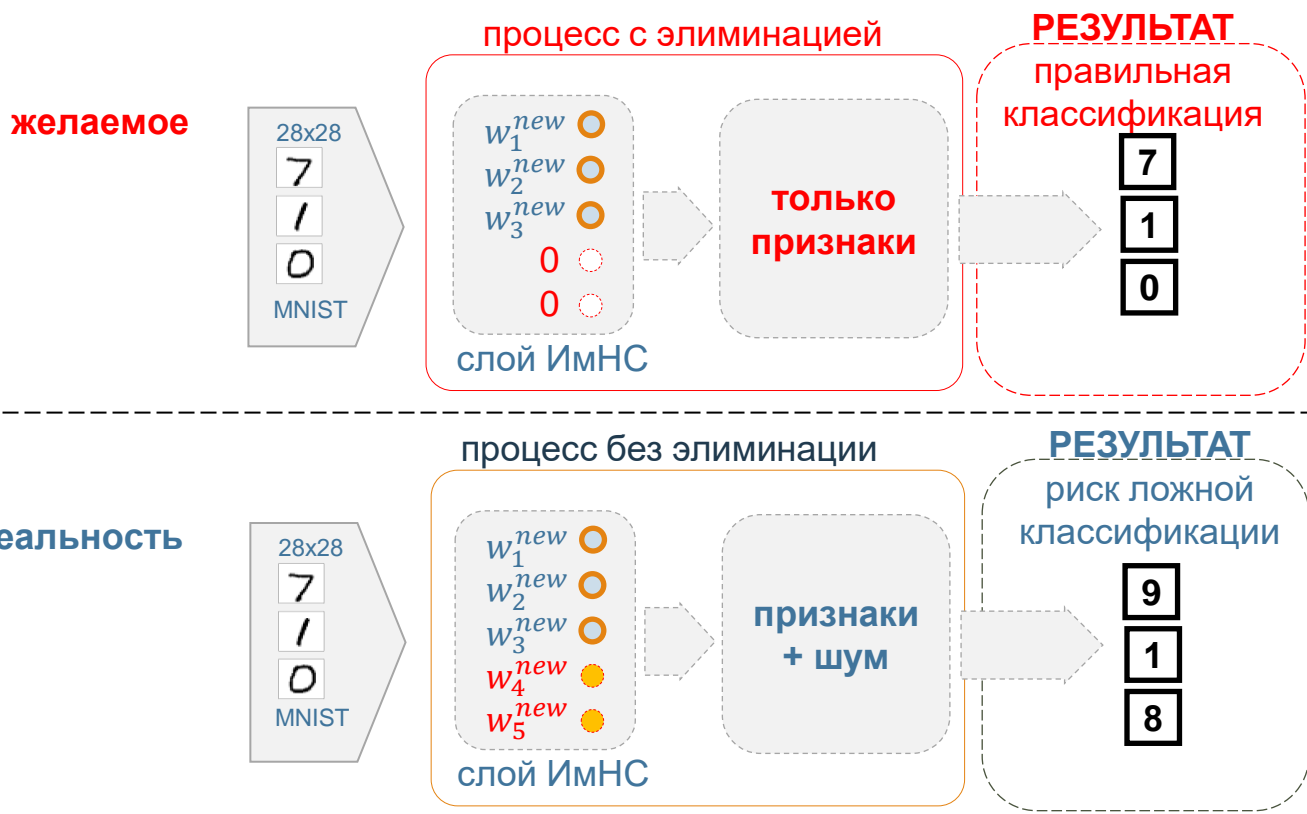 процесс с элиминацией
РЕЗУЛЬТАТ
правильная
классификация
желаемое
28x28
7
1
0
MNIST
w₁ⁿᵉʷ
w₂ⁿᵉʷ
w₃ⁿᵉʷ
0
0
слой ИмНС
только
признаки
7
1
0
процесс без элиминации
РЕЗУЛЬТАТ
риск ложной
классификации
еальность
28x28
7
1
0
MNIST
w₁ⁿᵉʷ
w₂ⁿᵉʷ
w₃ⁿᵉʷ
w₄ⁿᵉʷ
w₅ⁿᵉʷ
слой ИмНС
признаки
+ шум
9
1
8